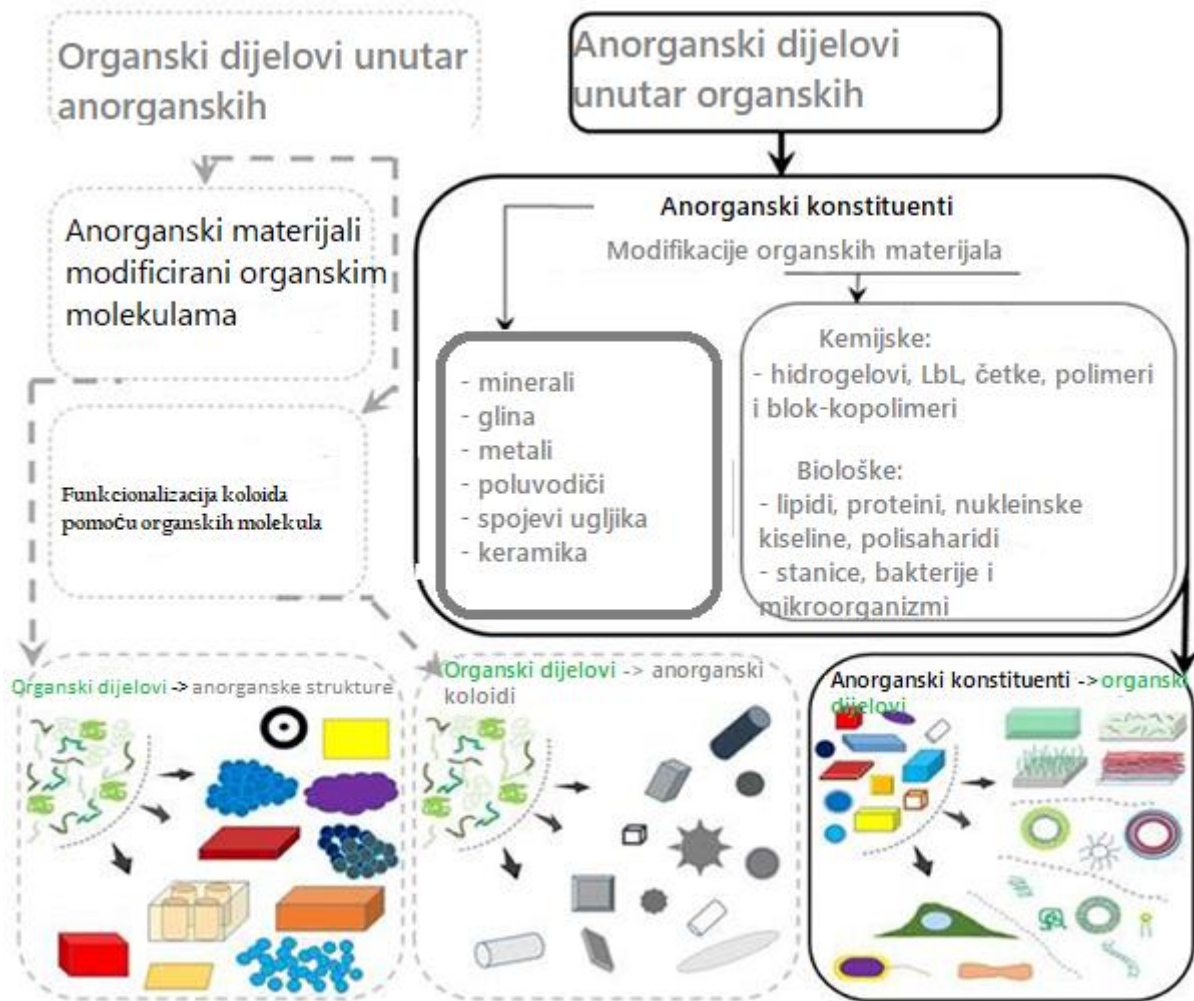 Organski dijelovi unutar
anorganskih
Anorganski dijelovi
unutar organskih
Anorganski materijali
modificirani organskim
molekulama
Funkcionalizacija koloida
pomoću organskih molekula
Anorganski konstituenti
Modifikacije organskih materijala
- minerali
- glina
- metali
- poluvodiči
- spojevi ugljika
- keramika
Kemijske:
- hidrogelovi, LbL, četke, polimeri
i blok-kopolimeri
Biološke:
- lipidi, proteini, nukleinske
kiseline, polisaharidi
- stanice, bakterije i
mikroorganizmi
Organski dijelovi -> anorganske strukture
Organski dijelovi -> anorganski
koloidi
Anorganski konstituenti -> organski
dijelovi